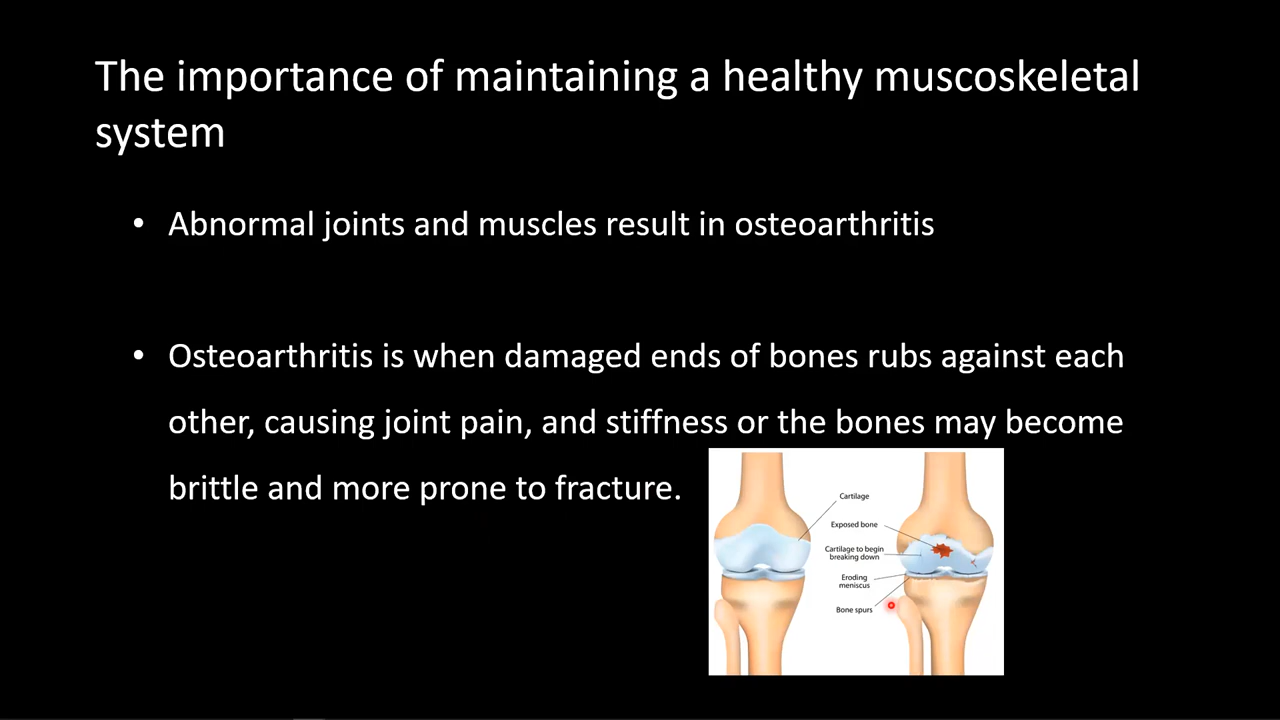 The importance of maintaining a healthy muscoskeletal
system
• Abnormal joints and muscles result in osteoarthritis
• Osteoarthritis is when damaged ends of bones rubs against each
other, causing joint pain, and stiffness or the bones may become
brittle and more prone to fracture.
Cartilage
Exposed bone
Cartilage to begin
breaking down
Eroding
meniscus
Bone spurs